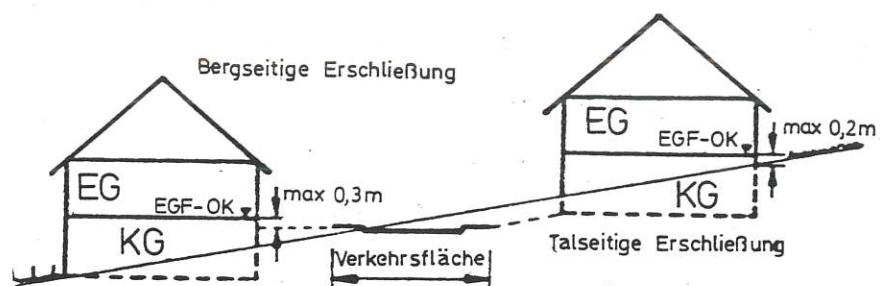 Bergseitige Erschließung
EG
EGF-OK
max 0,2m
KG
EG
max 0,3m
EGF-OK
KG
Verkehrsfläche
Talseitige Erschließung